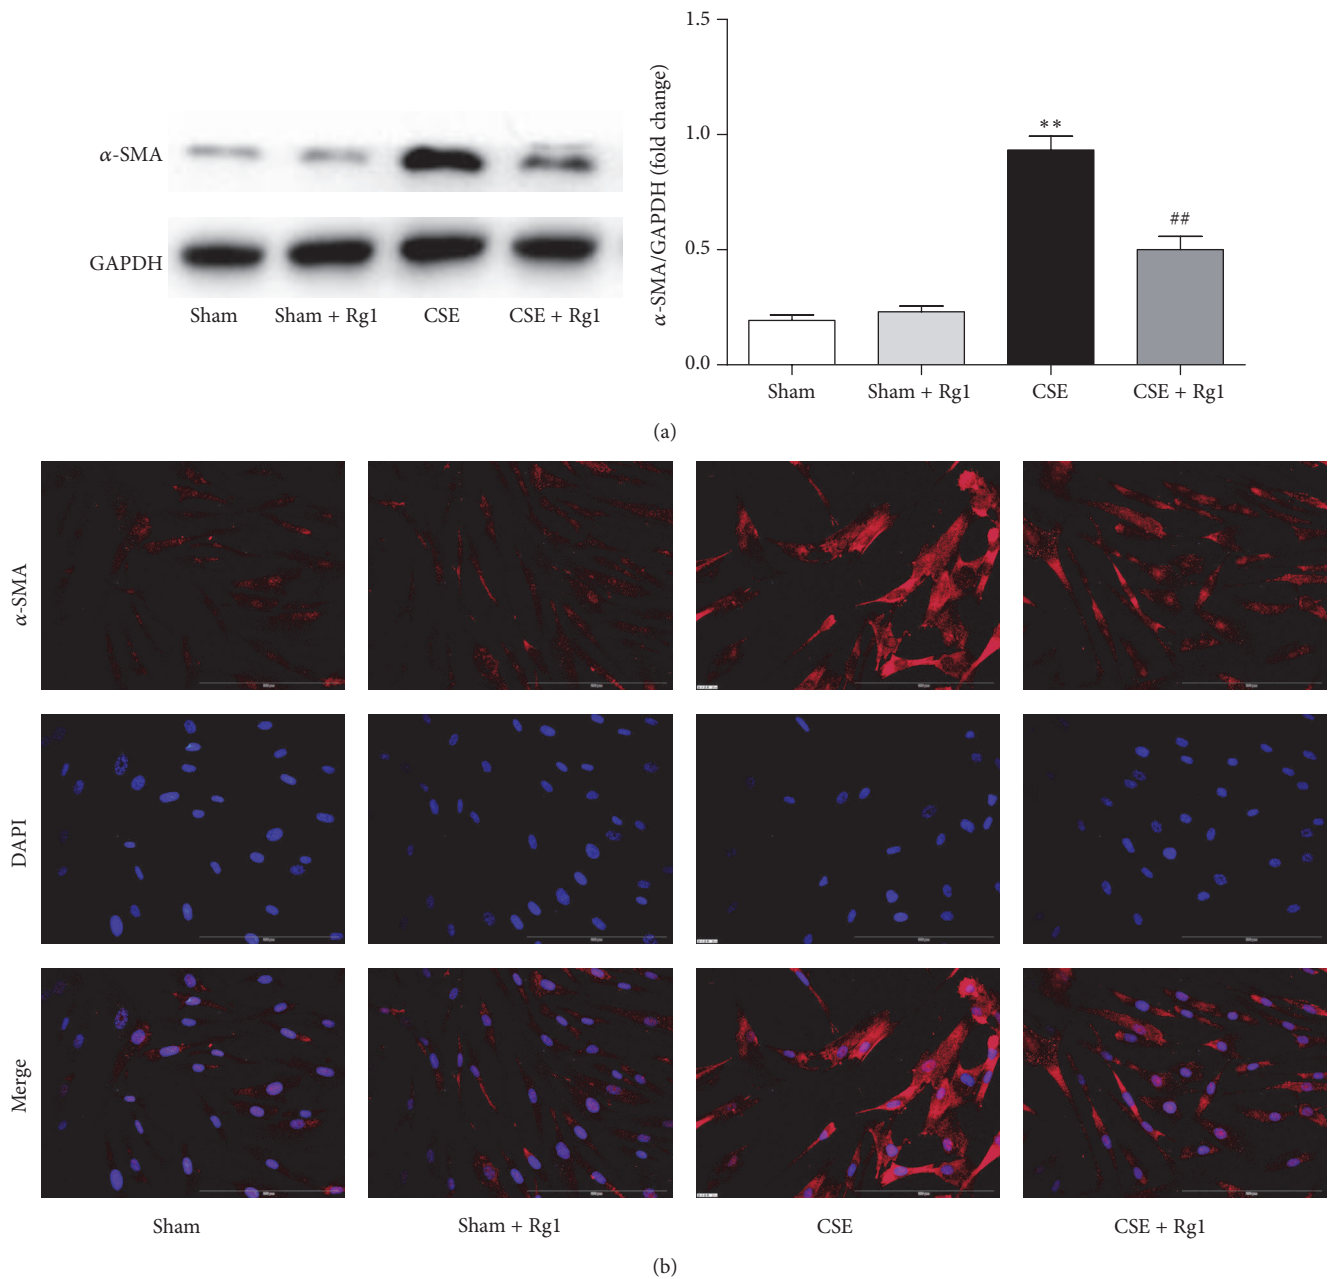 α-SMA
GAPDH
Sham
Sham + Rg1
CSE
CSE + Rg1
α-SMA/GAPDH (fold change)
1.5
1.0
0.5
0.0
**
##
Sham
Sham + Rg1
CSE
CSE + Rg1
(a)
α-SMA
DAPI
Merge
Sham
Sham + Rg1
CSE
CSE + Rg1
(b)